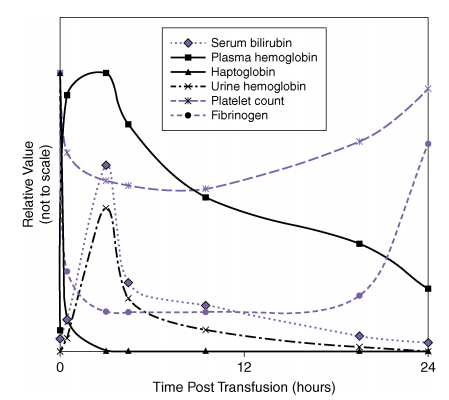 Serum bilirubin
Plasma hemoglobin
Haptoglobin
Urine hemoglobin
Platelet count
Fibrinogen
Relative Value
(not to scale)
0
12
24
Time Post Transfusion (hours)